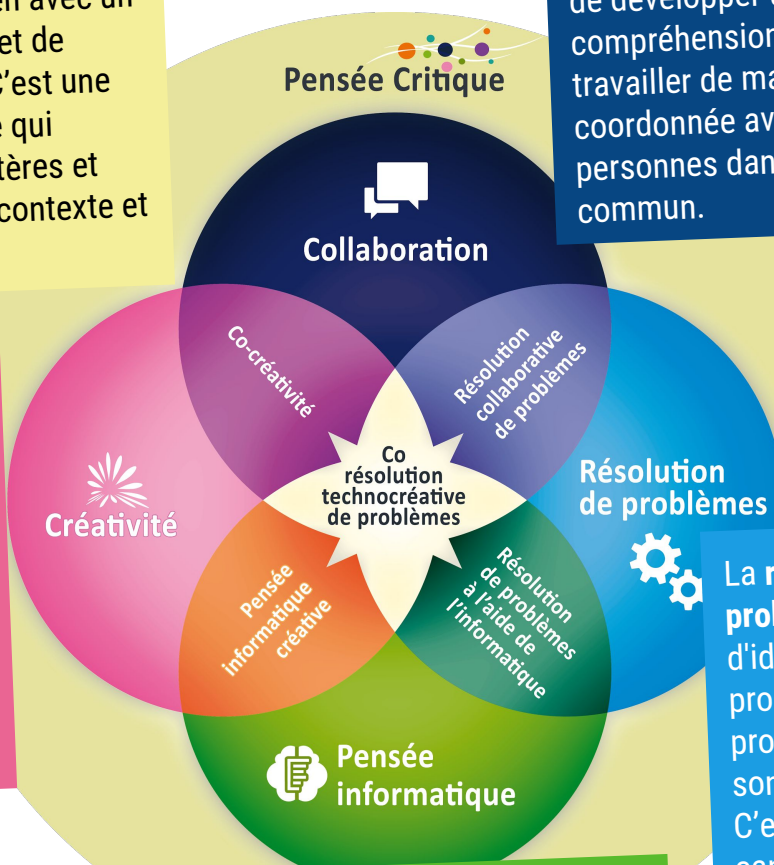 en avec un
et de
C'est une
e qui
tères et
contexte et
de développer
compréhension
travailler de ma
coordonnée av
personnes dan
commun.
Pensée Critique
Collaboration
Co-créativité
Résolution
collaborative
de problèmes
Co
résolution
technocréative
de problèmes
Créativité
Résolution
de problèmes
Pensée
informatique
créative
Résolution
de problèmes
à l'aide de
l'informatique
Pensée
informatique
La r
prob
d'id
pro
pro
son
C'e